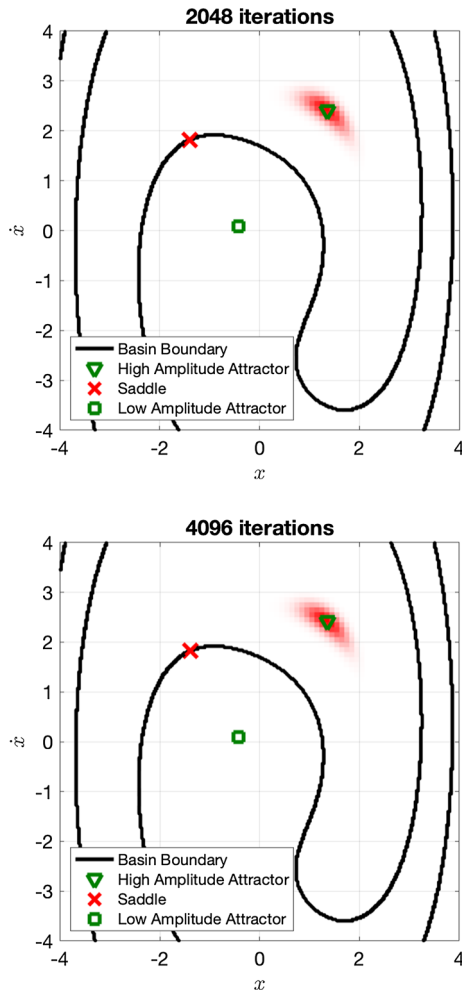 2048 iterations
4
3
2
1
0
-1
-2
-3
-4
ẋ
Basin Boundary
High Amplitude Attractor
Saddle
Low Amplitude Attractor
-4 -2 0 2 4
x
4096 iterations
4
3
2
1
0
-1
-2
-3
-4
ẋ
Basin Boundary
High Amplitude Attractor
Saddle
Low Amplitude Attractor
-4 -2 0 2 4
x